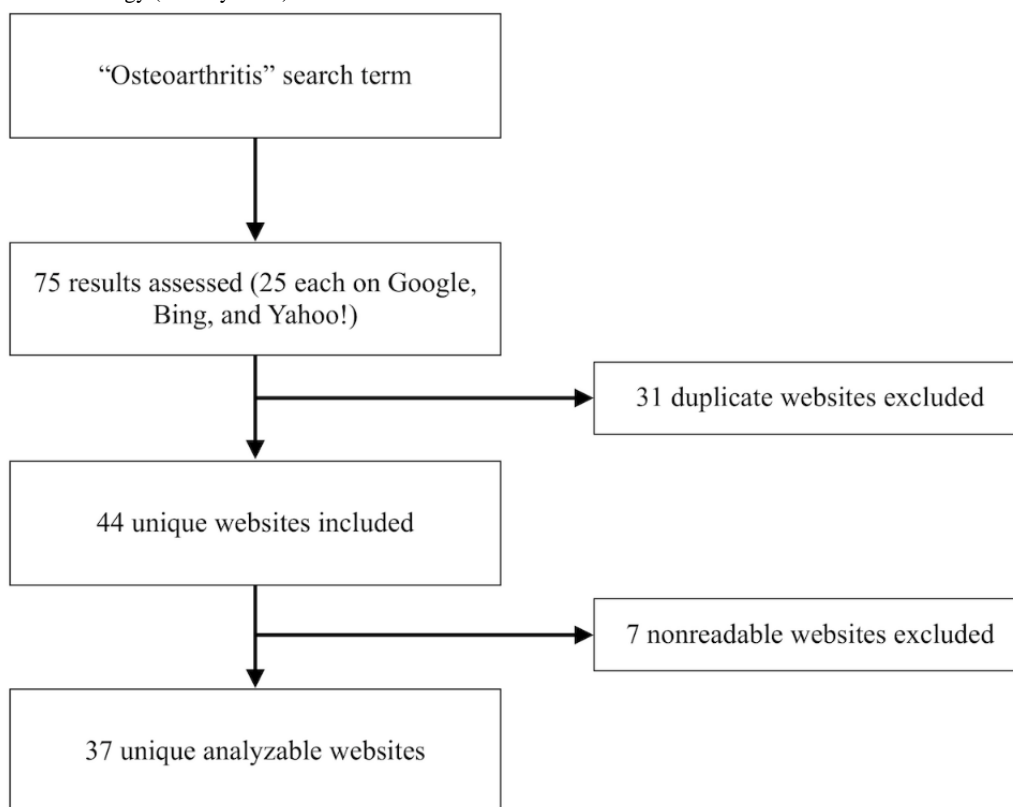 “Osteoarthritis” search term
75 results assessed (25 each on Google,
Bing, and Yahoo!)
31 duplicate websites excluded
44 unique websites included
7 nonreadable websites excluded
37 unique analyzable websites